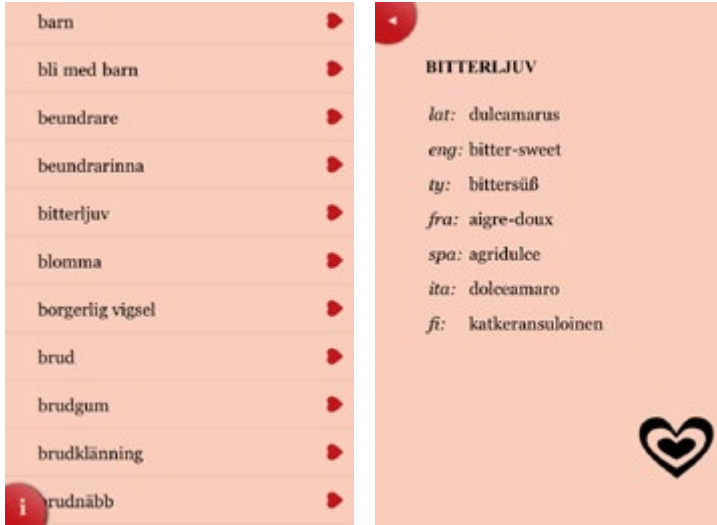 barn
bli med barn
beundrare
beundrarinna
bitterljuv
blomma
borgerlig vigsel
brud
brudgum
brudklänning
i
rudnäbb
BITTERLJUV
lat: dulcamarus
eng: bitter-sweet
ty: bittersüß
fra: aigre-doux
spa: agridulce
ita: dolceamaro
fi: katkeransuloinen